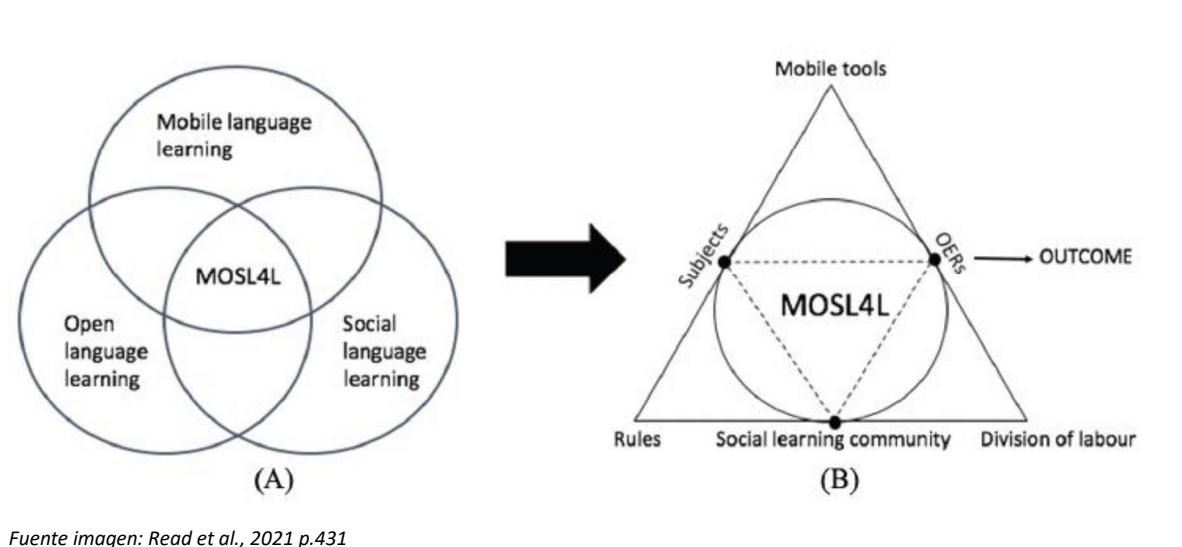 Mobile language
learning
MOSL4L
Open
language
learning
Social
language
learning
(A)
Mobile tools
Subjects
OERs
OUTCOME
MOSL4L
Rules
Social learning community
Division of labour
(B)
Fuente imagen: Read et al., 2021 p.431